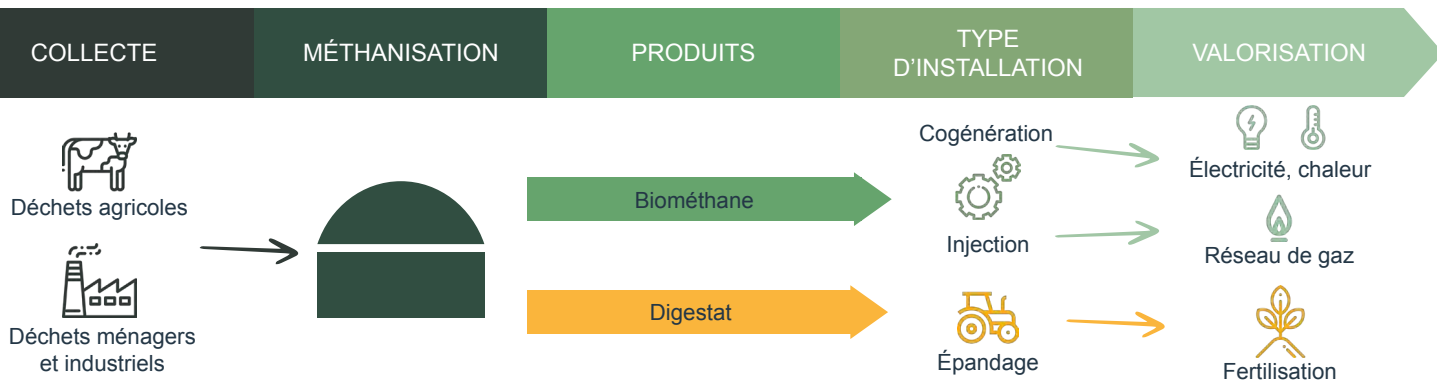 COLLECTE
MÉTHANISATION
PRODUITS
TYPE
D'INSTALLATION
VALORISATION
Déchets agricoles
Déchets ménagers
et industriels
Biométhane
Digestat
Cogénération
Injection
Épandage
Électricité, chaleur
Réseau de gaz
Fertilisation